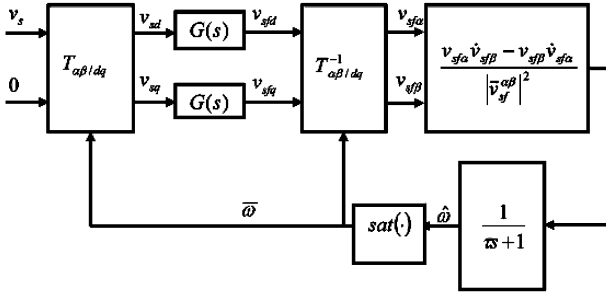 v_s
0
T_{αβ/dq}
v_{sd}
v_{sq}
G(s)
G(s)
v_{sfd}
v_{sfq}
T^{-1}_{αβ/dq}
v_{sfα}
v_{sfβ}
\frac{v_{sfα} \dot{v}_{sfβ} - v_{sfβ} \dot{v}_{sfα}}{|\bar{v}_{sf}^{αβ}|^2}
\bar{ω}
sat(·)
\hat{ω}
\frac{1}{τs+1}